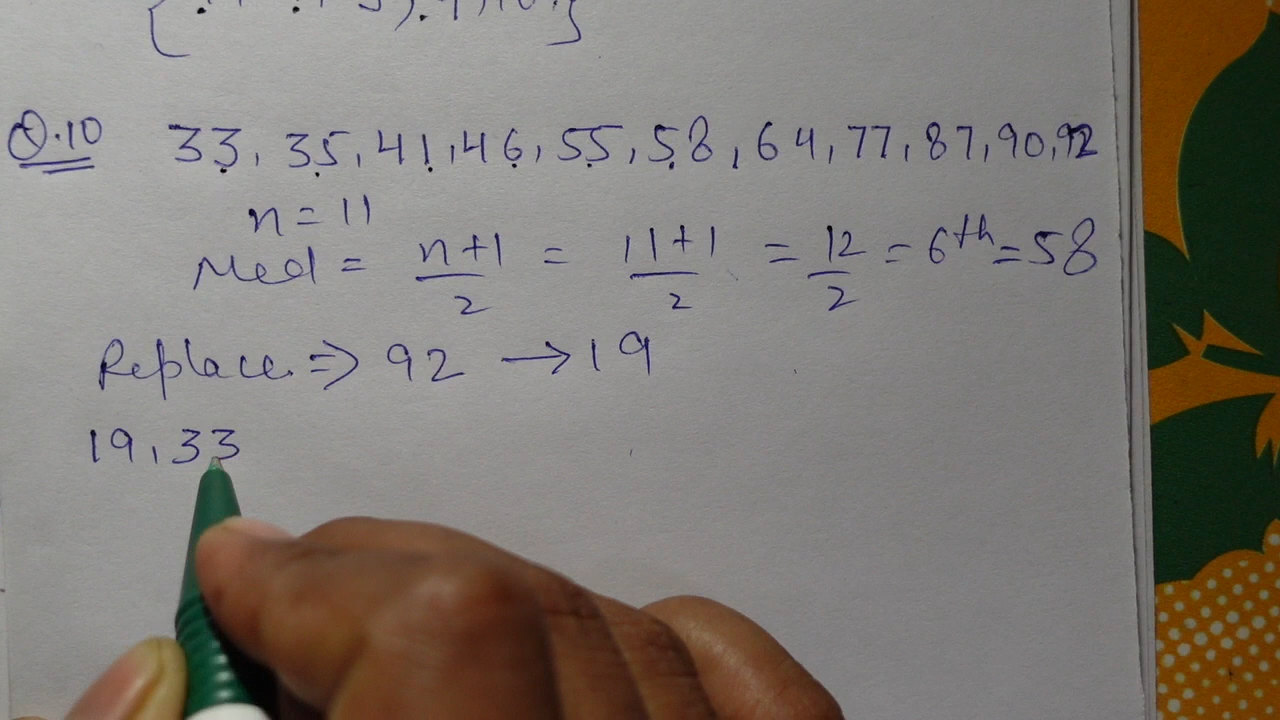 Q.10 33, 35, 41, 46, 55, 58, 64, 77, 87, 90, 92
n = 11
Med = n+1/2 = 11+1/2 = 12/2 = 6th = 58
Replace ⇒ 92 → 19
19, 33